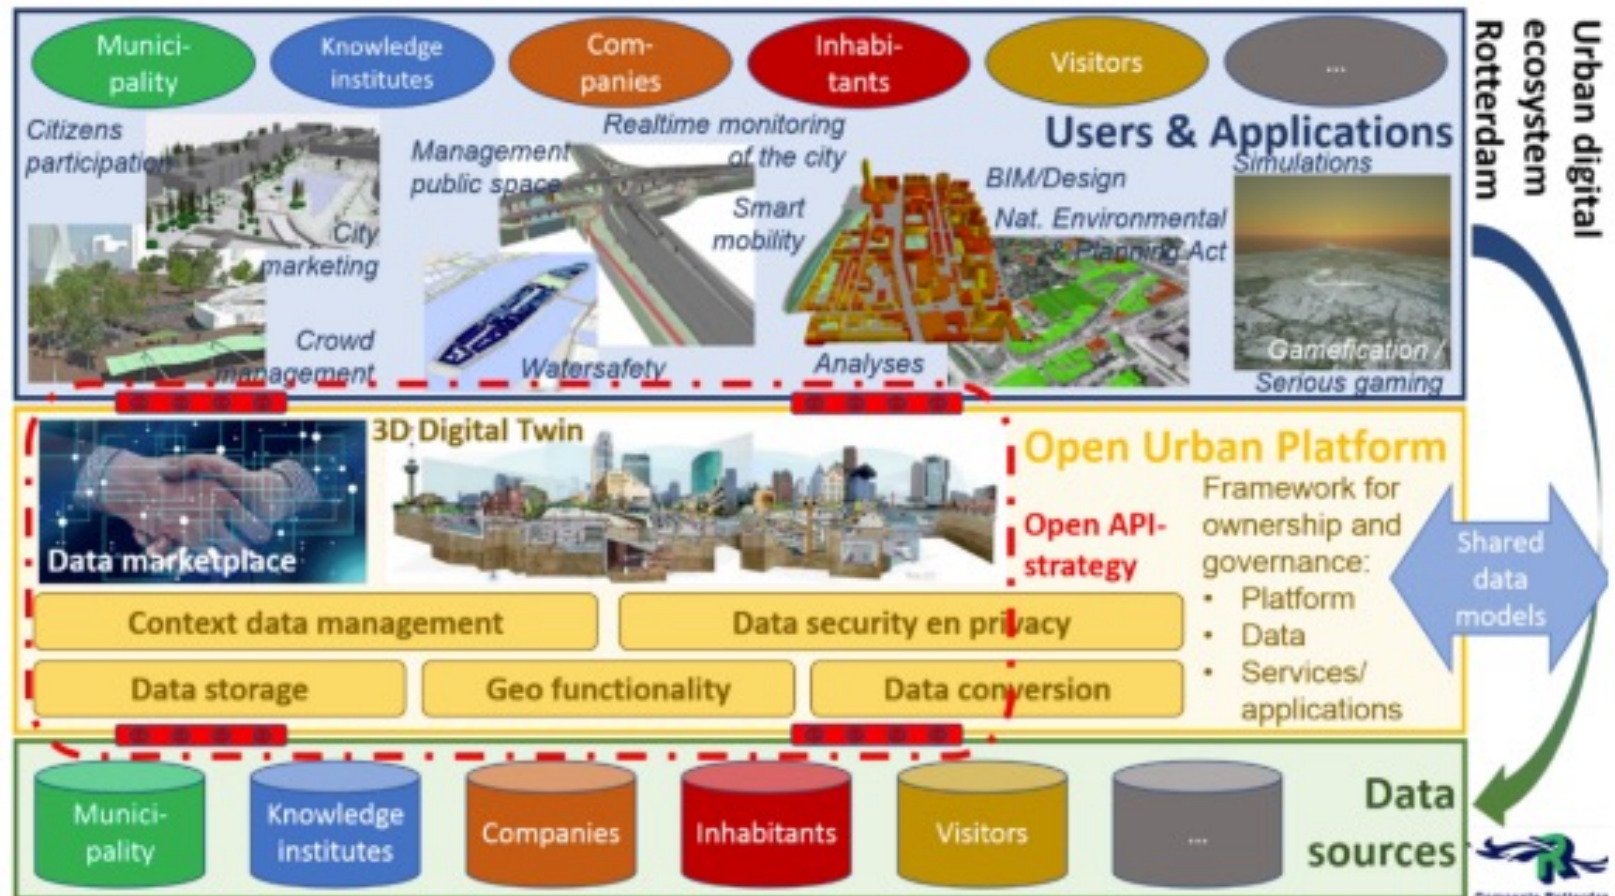 Munici-
pality
Knowledge
institutes
Com-
panies
Inhabi-
tants
Visitors
...
Urban digital
ecosystem
Rotterdam
Users & Applications
Citizens
participation
City
marketing
Crowd
management
Management
public space
Realtime monitoring
of the city
Smart
mobility
Watersafety
Analyses
BIM/Design
Nat. Environmental
& Planning Act
Simulations
Gamefication /
Serious gaming
3D Digital Twin
Data marketplace
Open Urban Platform
Open API-
strategy
Framework for
ownership and
governance:
• Platform
• Data
• Services/
applications
Shared
data
models
Context data management
Data security en privacy
Data storage
Geo functionality
Data conversion
Data
sources
Munici-
pality
Knowledge
institutes
Companies
Inhabitants
Visitors
...